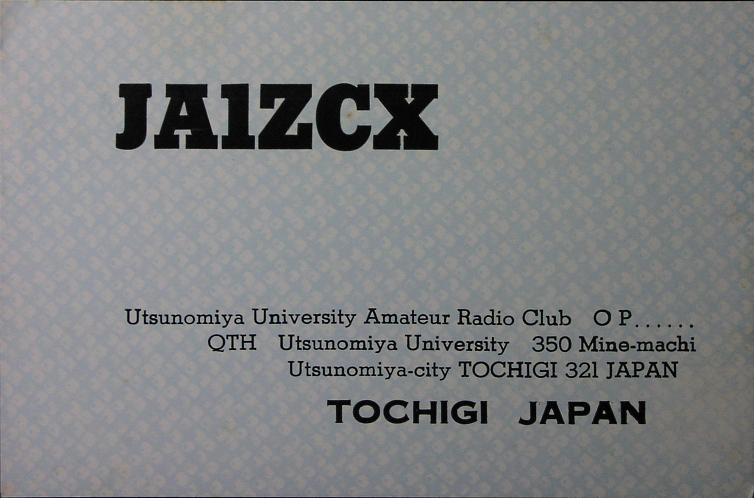 JA1ZCX
Utsunomiya University Amateur Radio Club O P......
QTH Utsunomiya University 350 Mine-machi
Utsunomiya-city TOCHIGI 321 JAPAN
TOCHIGI JAPAN